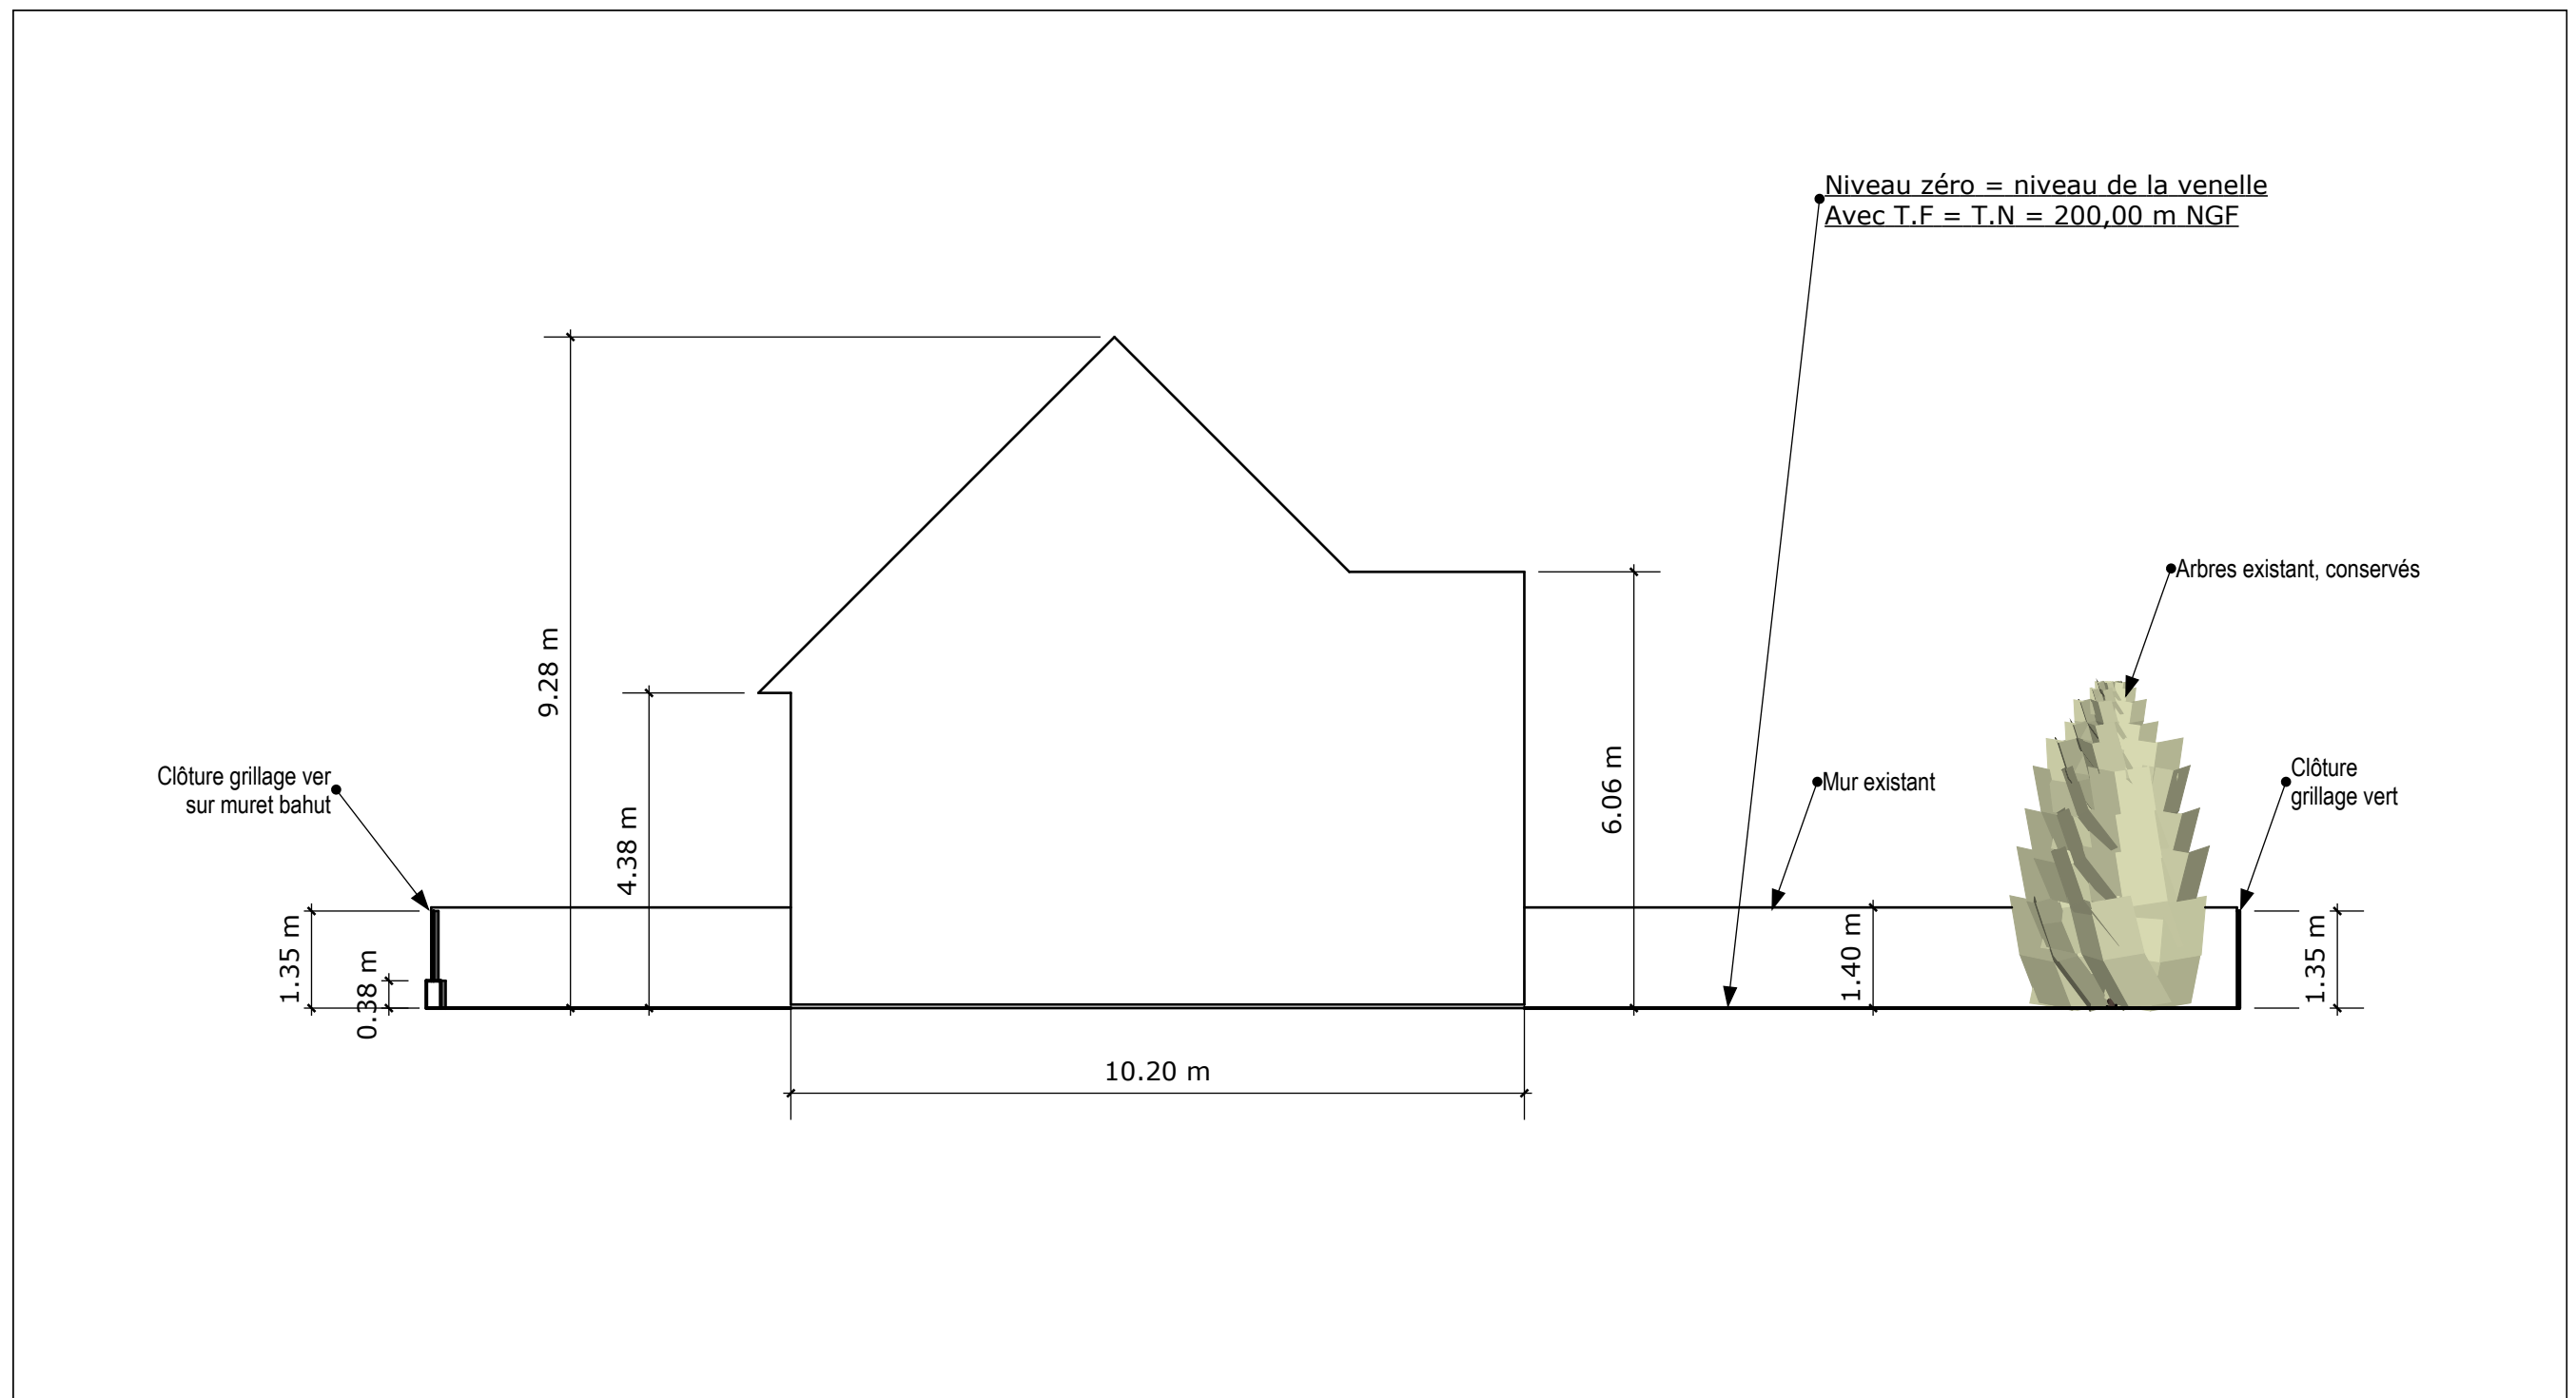 Niveau zéro = niveau de la venelle
Avec T.F = T.N = 200,00 m NGF
Arbres existant, conservés
9.28 m
Clôture grillage ver
sur muret bahut
4.38 m
6.06 m
Mur existant
Clôture
grillage vert
1.35 m
0.38 m
1.40 m
1.35 m
10.20 m